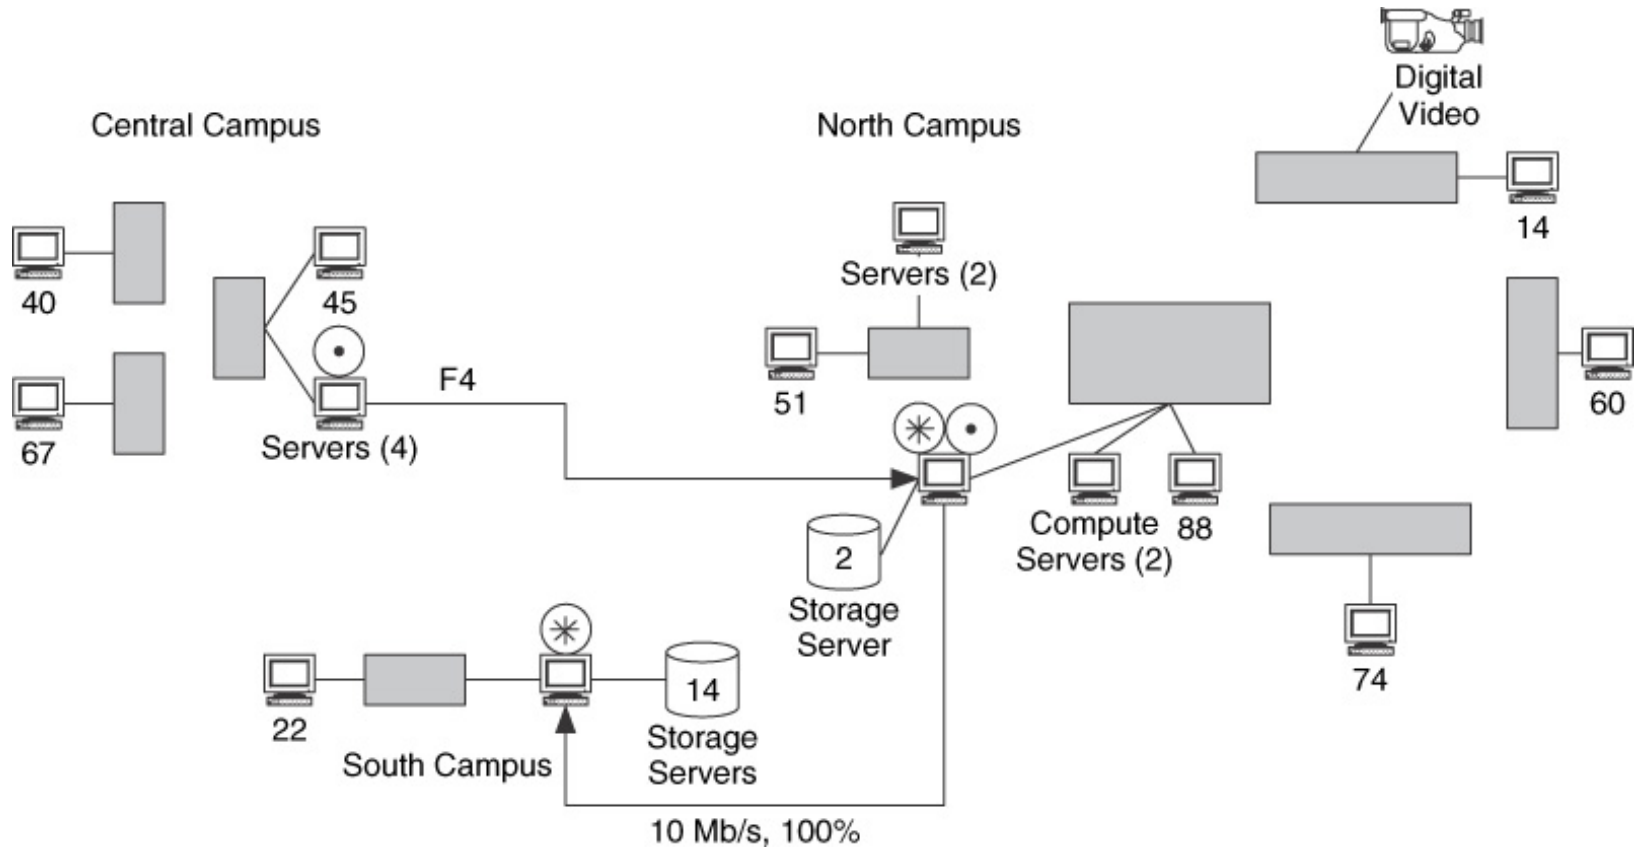 Digital
Video
Central Campus
North Campus
14
40
45
Servers (2)
F4
51
60
67
Servers (4)
Compute
Servers (2)
88
2
Storage
Server
14
74
22
Storage
Servers
South Campus
10 Mb/s, 100%